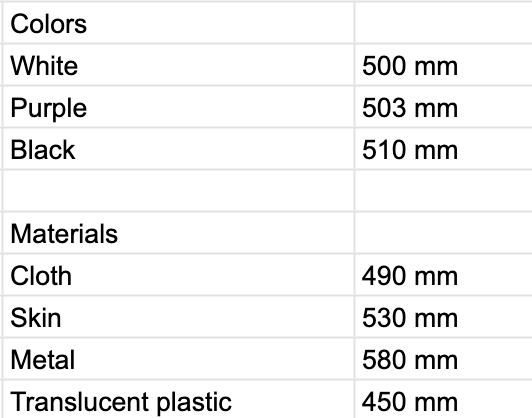 Colors
White 500 mm
Purple 503 mm
Black 510 mm
Materials
Cloth 490 mm
Skin 530 mm
Metal 580 mm
Translucent plastic 450 mm